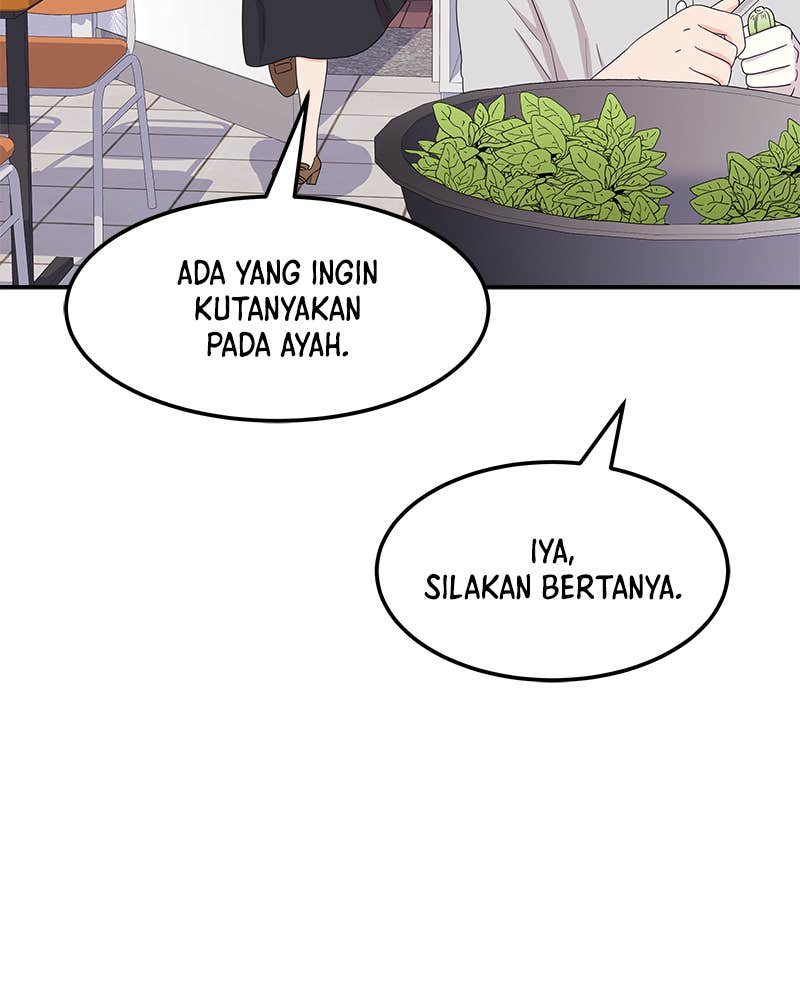 ADA YANG INGIN
KUTANYAKAN
PADA AYAH.
IYA,
SILAKAN BERTANYA.